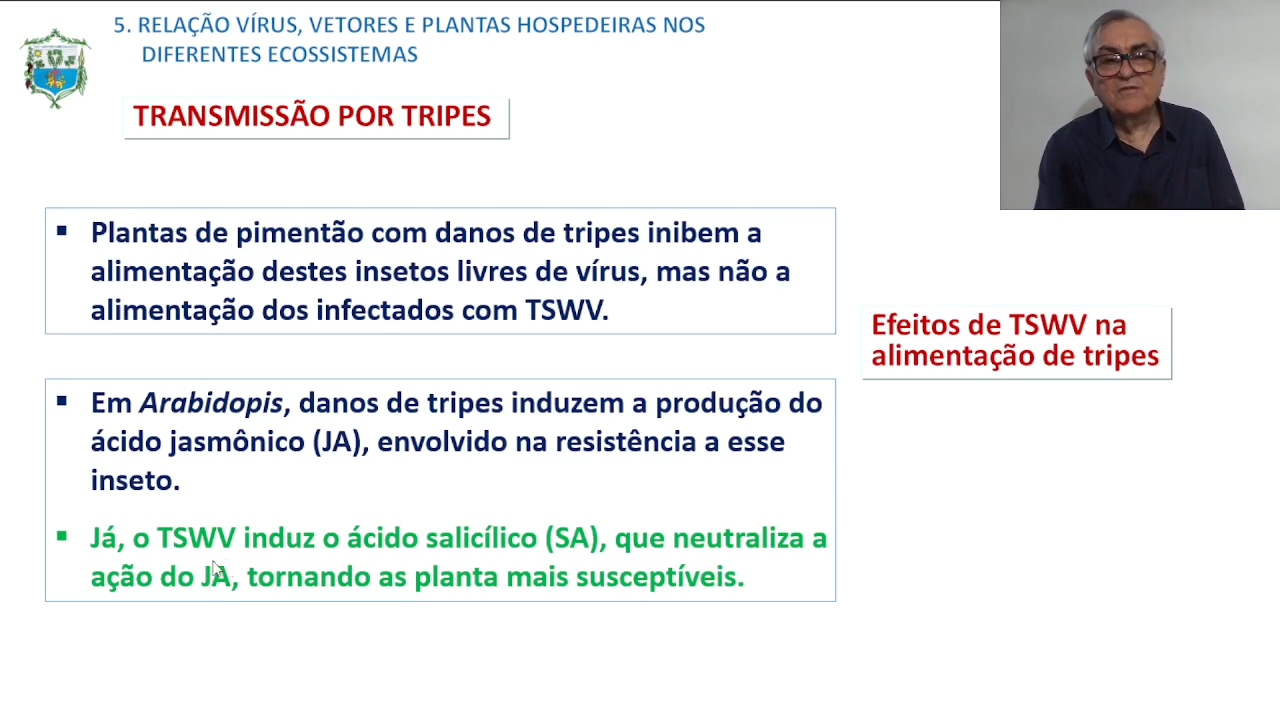 5. RELAÇÃO VÍRUS, VETORES E PLANTAS HOSPEDEIRAS NOS
DIFERENTES ECOSSISTEMAS
TRANSMISSÃO POR TRIPES
▪ Plantas de pimentão com danos de tripes inibem a
alimentação destes insetos livres de vírus, mas não a
alimentação dos infectados com TSWV.
Efeitos de TSWV na
alimentação de tripes
▪ Em Arabidopis, danos de tripes induzem a produção do
ácido jasmônico (JA), envolvido na resistência a esse
inseto.
▪ Já, o TSWV induz o ácido salicílico (SA), que neutraliza a
ação do JA, tornando as planta mais susceptíveis.